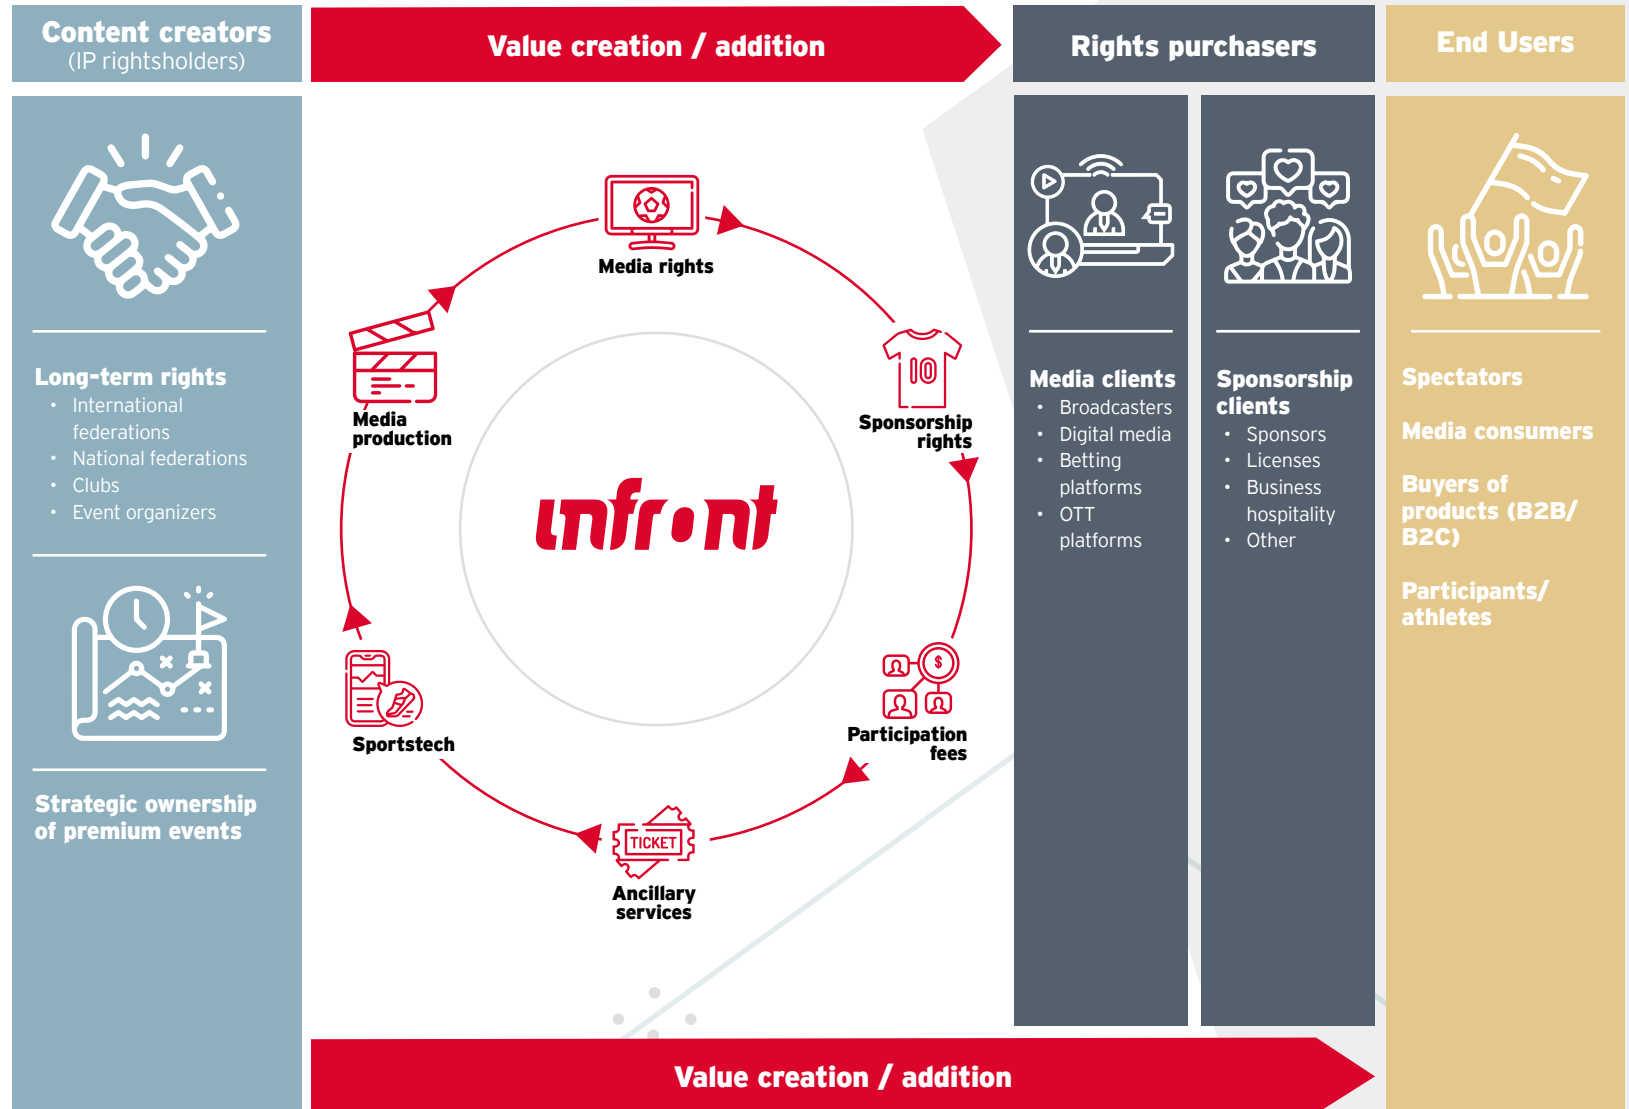 Content creators
(IP rightsholders)
Value creation / addition
Rights purchasers
End Users
Long-term rights
• International
federations
• National federations
• Clubs
• Event organizers
Strategic ownership
of premium events
Media rights
10
Sponsorship
rights
$
Participation
fees
TICKET
Ancillary
services
Sportstech
Media
production
infront
Media clients
• Broadcasters
• Digital media
• Betting
platforms
• OTT
platforms
Sponsorship
clients
• Sponsors
• Licenses
• Business
hospitality
• Other
Spectators
Media consumers
Buyers of
products (B2B/
B2C)
Participants/
athletes
Value creation / addition